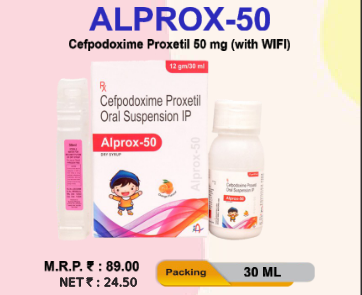 ALPROX-50
Cefpodoxime Proxetil 50 mg (with WIFI)
12 gm/30 ml
Rx
Cefpodoxime Proxetil
Oral Suspension IP
Alprox-50
DRY SYRUP
Cefpodoxime Proxetil
Oral Suspension IP
Alprox-50
M.R.P. ₹ : 89.00
NET ₹ : 24.50
Packing
30 ML